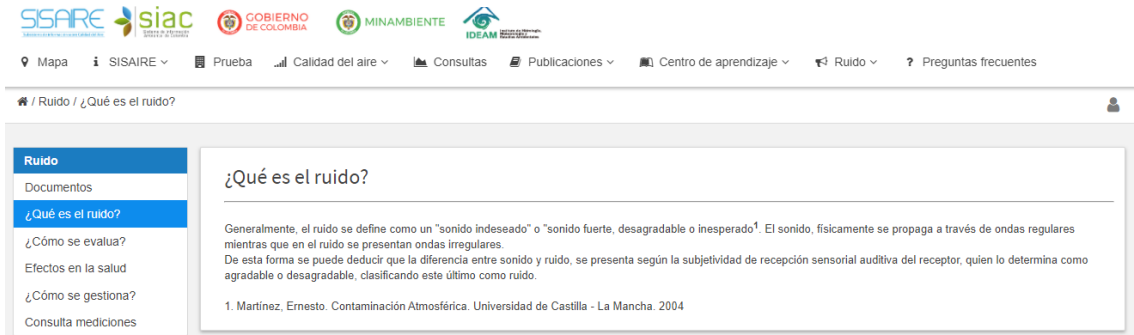 SISAIRE siac GOBIERNO DE COLOMBIA MINAMBIENTE IDEAM
Mapa SISAIRE Prueba Calidad del aire Consultas Publicaciones Centro de aprendizaje Ruido Preguntas frecuentes
/ Ruido / ¿Qué es el ruido?
Ruido
Documentos
¿Qué es el ruido?
¿Cómo se evalua?
Efectos en la salud
¿Cómo se gestiona?
Consulta mediciones
¿Qué es el ruido?
Generalmente, el ruido se define como un "sonido indeseado" o "sonido fuerte, desagradable o inesperado¹. El sonido, físicamente se propaga a través de ondas regulares
mientras que en el ruido se presentan ondas irregulares.
De esta forma se puede deducir que la diferencia entre sonido y ruido, se presenta según la subjetividad de recepción sensorial auditiva del receptor, quien lo determina como
agradable o desagradable, clasificando este último como ruido.
1. Martínez, Ernesto. Contaminación Atmosférica. Universidad de Castilla - La Mancha. 2004